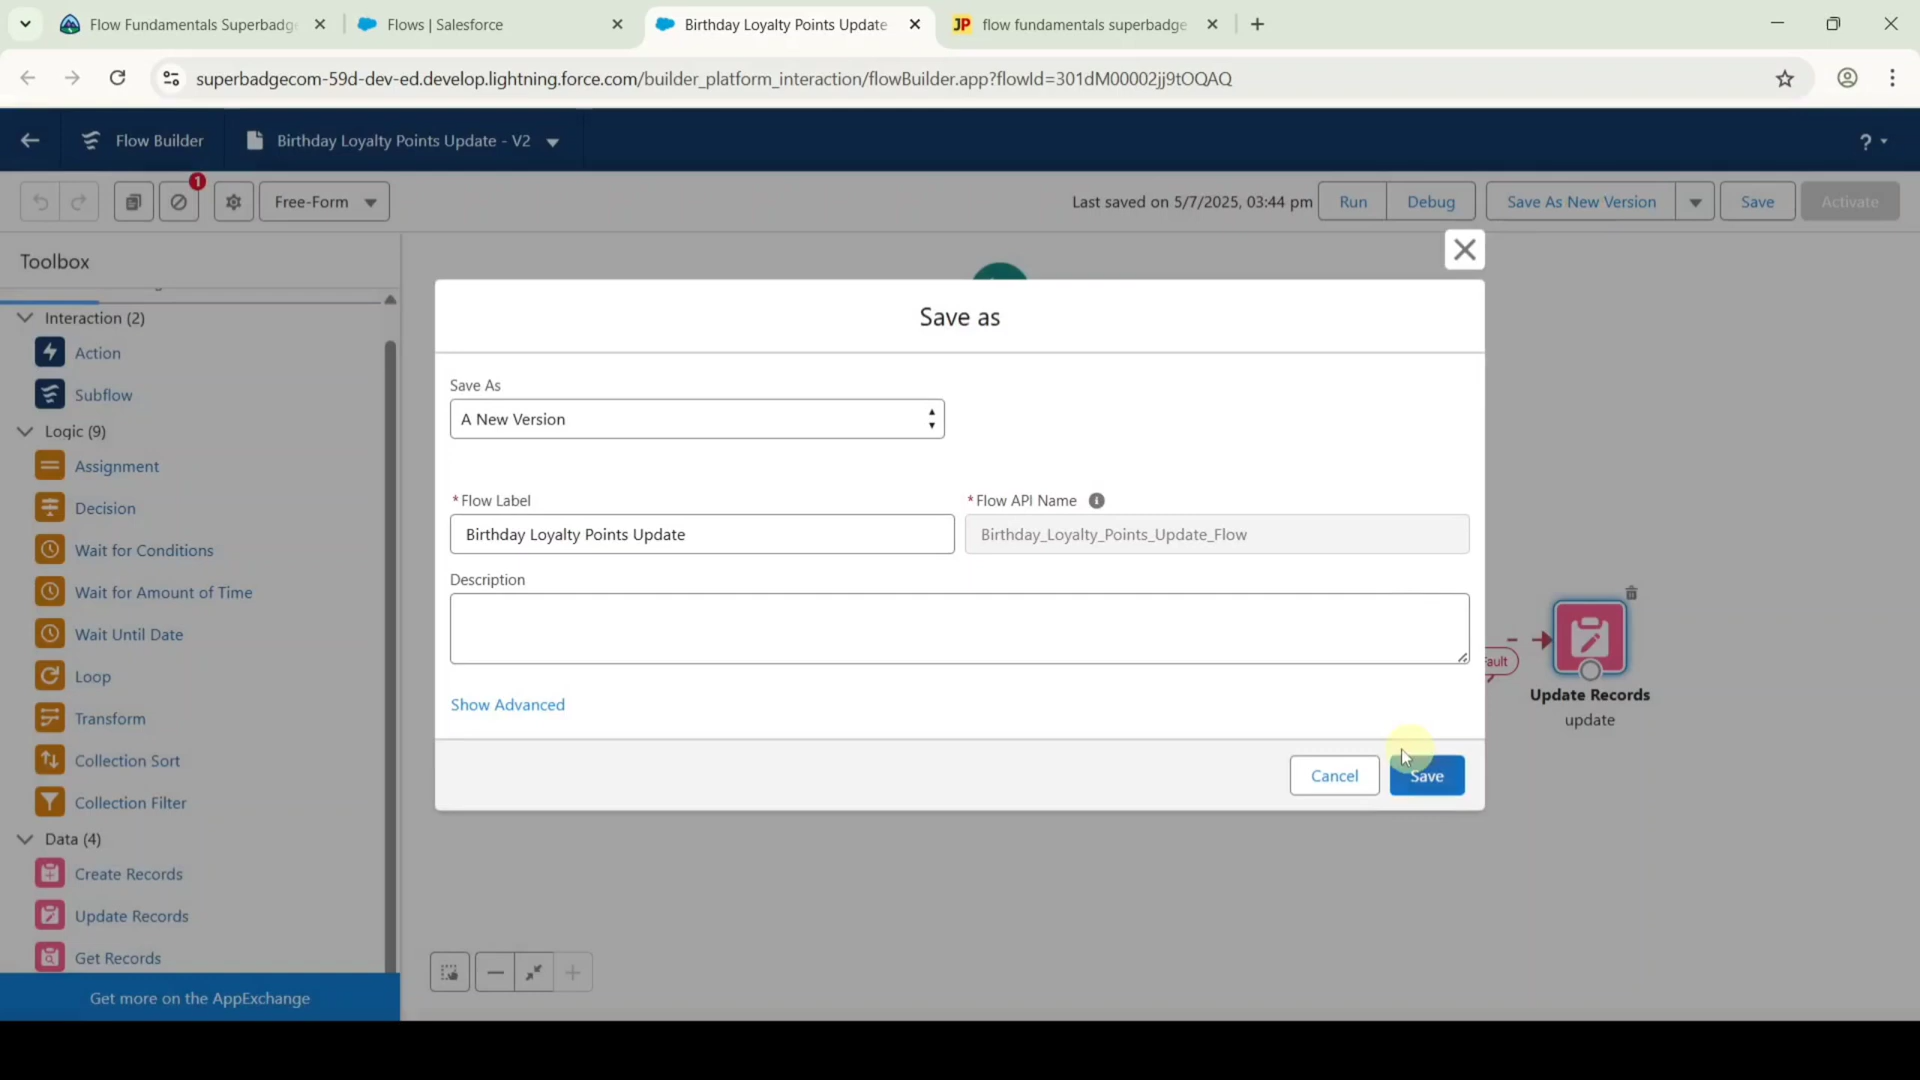 Flow Fundamentals Superbadge
Flows | Salesforce
Birthday Loyalty Points Update
JP flow fundamentals superbadge
superbadgecom-59d-dev-ed.develop.lightning.force.com/builder_platform_interaction/flowBuilder.app?flowId=301dM00002jj9tOQAQ
Flow Builder
Birthday Loyalty Points Update - V2
?
1
Free-Form
Last saved on 5/7/2025, 03:44 pm
Run
Debug
Save As New Version
Save
Activate
Toolbox
Interaction (2)
Action
Subflow
Logic (9)
Assignment
Decision
Wait for Conditions
Wait for Amount of Time
Wait Until Date
Loop
Transform
Collection Sort
Collection Filter
Data (4)
Create Records
Update Records
Get Records
Get more on the AppExchange
Save as
Save As
A New Version
*Flow Label
*Flow API Name
Birthday Loyalty Points Update
Birthday_Loyalty_Points_Update_Flow
Description
Show Advanced
Cancel
Save
ault
Update Records
update